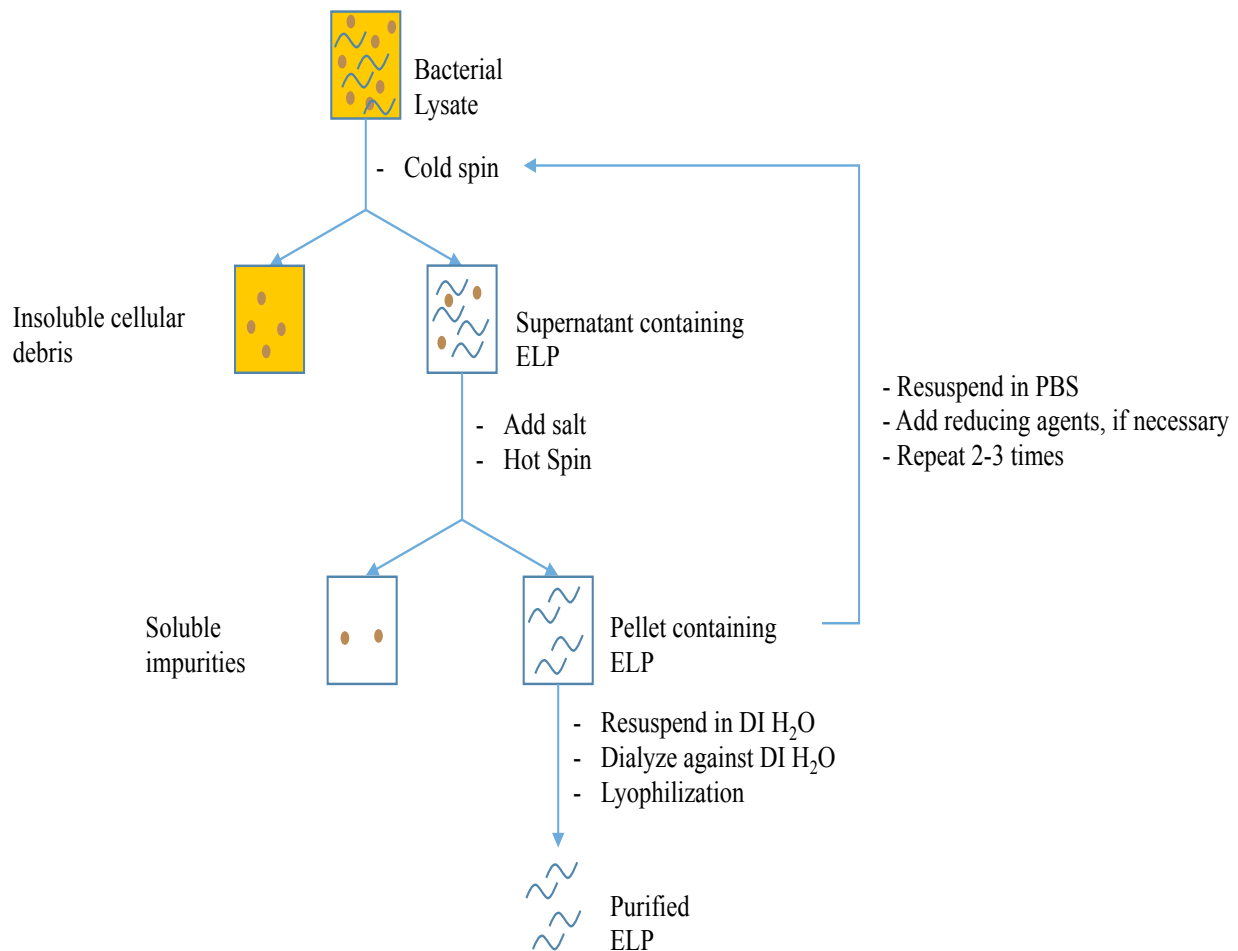 Bacterial
Lysate
- Cold spin
Insoluble cellular
debris
Supernatant containing
ELP
- Resuspend in PBS
- Add reducing agents, if necessary
- Repeat 2-3 times
- Add salt
- Hot Spin
Soluble
impurities
Pellet containing
ELP
- Resuspend in DI H₂O
- Dialyze against DI H₂O
- Lyophilization
Purified
ELP